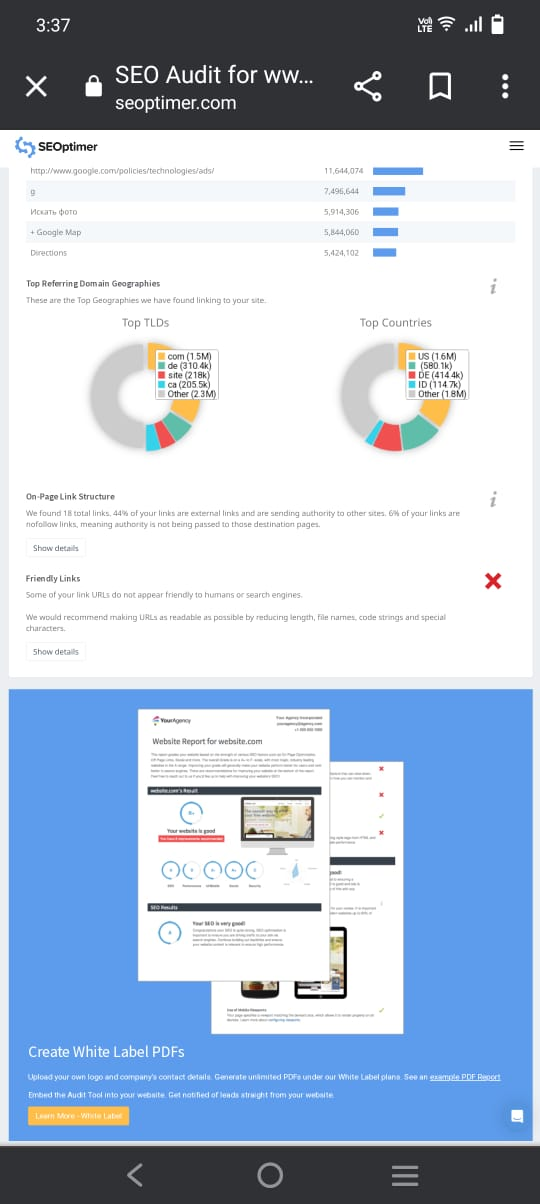 3:37
Vo) LTE
SEO Audit for ww...
seoptimer.com
SEOptimer
http://www.google.com/policies/technologies/ads/ 11,644,074
g 7,496,644
Искать фото 5,914,306
+ Google Map 5,844,060
Directions 5,424,102
Top Referring Domain Geographies
These are the Top Geographies we have found linking to your site.
Top TLDs
com (1.5M)
de (310.4k)
site (218k)
ca (205.5k)
Other (2.3M)
Top Countries
US (1.6M)
(580.1k)
DE (414.4k)
ID (114.7k)
Other (1.8M)
On-Page Link Structure
We found 18 total links. 44% of your links are external links and are sending authority to other sites. 6% of your links are
nofollow links, meaning authority is not being passed to those destination pages.
Show details
Friendly Links
Some of your link URLs do not appear friendly to humans or search engines.
We would recommend making URLs as readable as possible by reducing length, file names, code strings and special
characters.
Show details
YourAgency
Your Agency Incorporated
Website Report for website.com
website.com's Result
Your website is good
SEO Results
Your SEO is very good!
Use of Mobile Viewports
Create White Label PDFs
Upload your own logo and company's contact details. Generate unlimited PDFs under our White Label plans. See an example PDF Report
Embed the Audit Tool into your website. Get notified of leads straight from your website.
Learn More - White Label